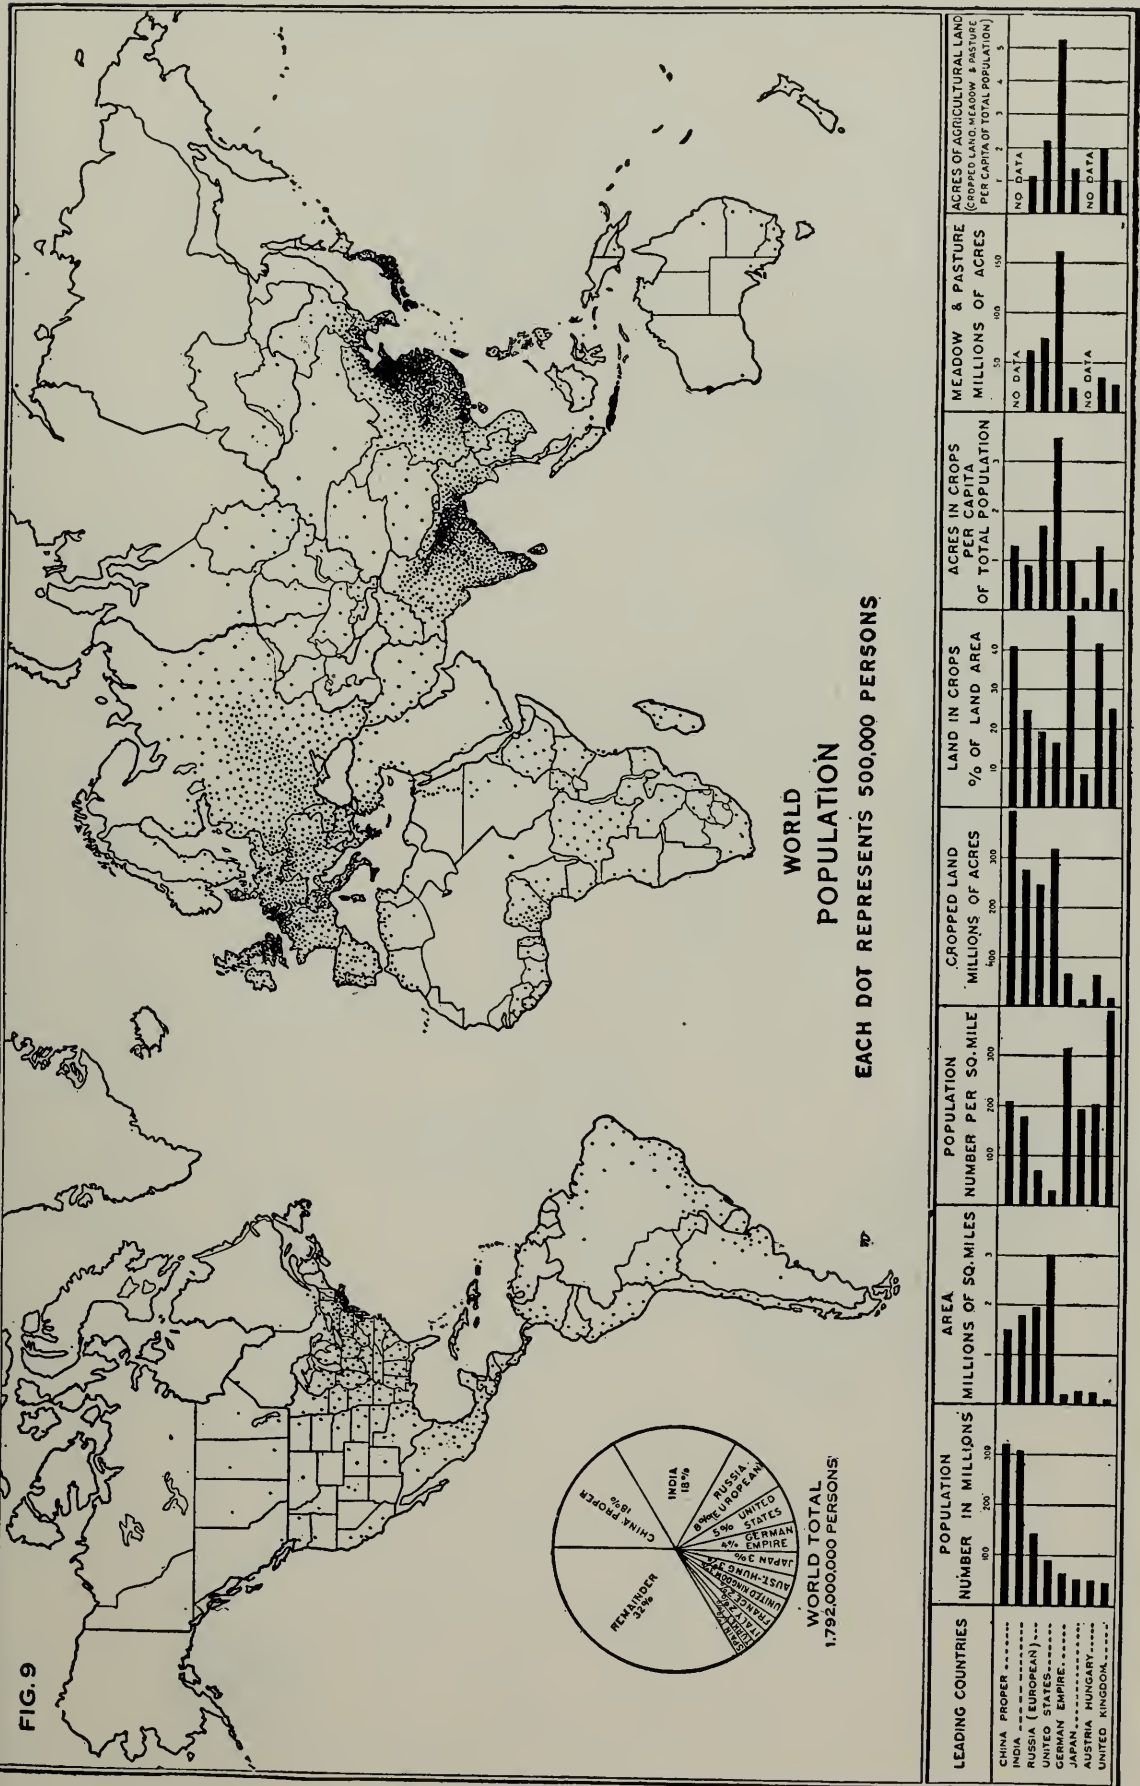 FIG. 9
WORLD
POPULATION
EACH DOT REPRESENTS 500,000 PERSONS
REMAINDER
32%
CHINA PROPER
18%
INDIA
18%
RUSSIA
8% (EUROPEAN)
5% UNITED
STATES
4% GERMAN
EMPIRE
JAPAN 3%
AUST.-HUNG. 3%
UNITED KINGDOM
FRANCE 2%
ITALY 2%
TURKEY
SPAIN
WORLD TOTAL
1,792,000,000 PERSONS
LEADING COUNTRIES
CHINA PROPER
INDIA
RUSSIA (EUROPEAN)
UNITED STATES
GERMAN EMPIRE
JAPAN
AUSTRIA HUNGARY
UNITED KINGDOM
POPULATION
NUMBER IN MILLIONS
100 200 300
AREA
MILLIONS OF SQ. MILES
1 2 3
POPULATION
NUMBER PER SQ. MILE
100 200 300
CROPPED LAND
MILLIONS OF ACRES
100 200 300
LAND IN CROPS
% OF LAND AREA
10 20 30 40
ACRES IN CROPS
PER CAPITA
OF TOTAL POPULATION
1 2 3
MEADOW & PASTURE
MILLIONS OF ACRES
50 100 150
NO DATA
NO DATA
ACRES OF AGRICULTURAL LAND
(CROPPED LAND, MEADOW & PASTURE
PER CAPITA OF TOTAL POPULATION)
1 2 3 4 5
NO DATA
NO DATA